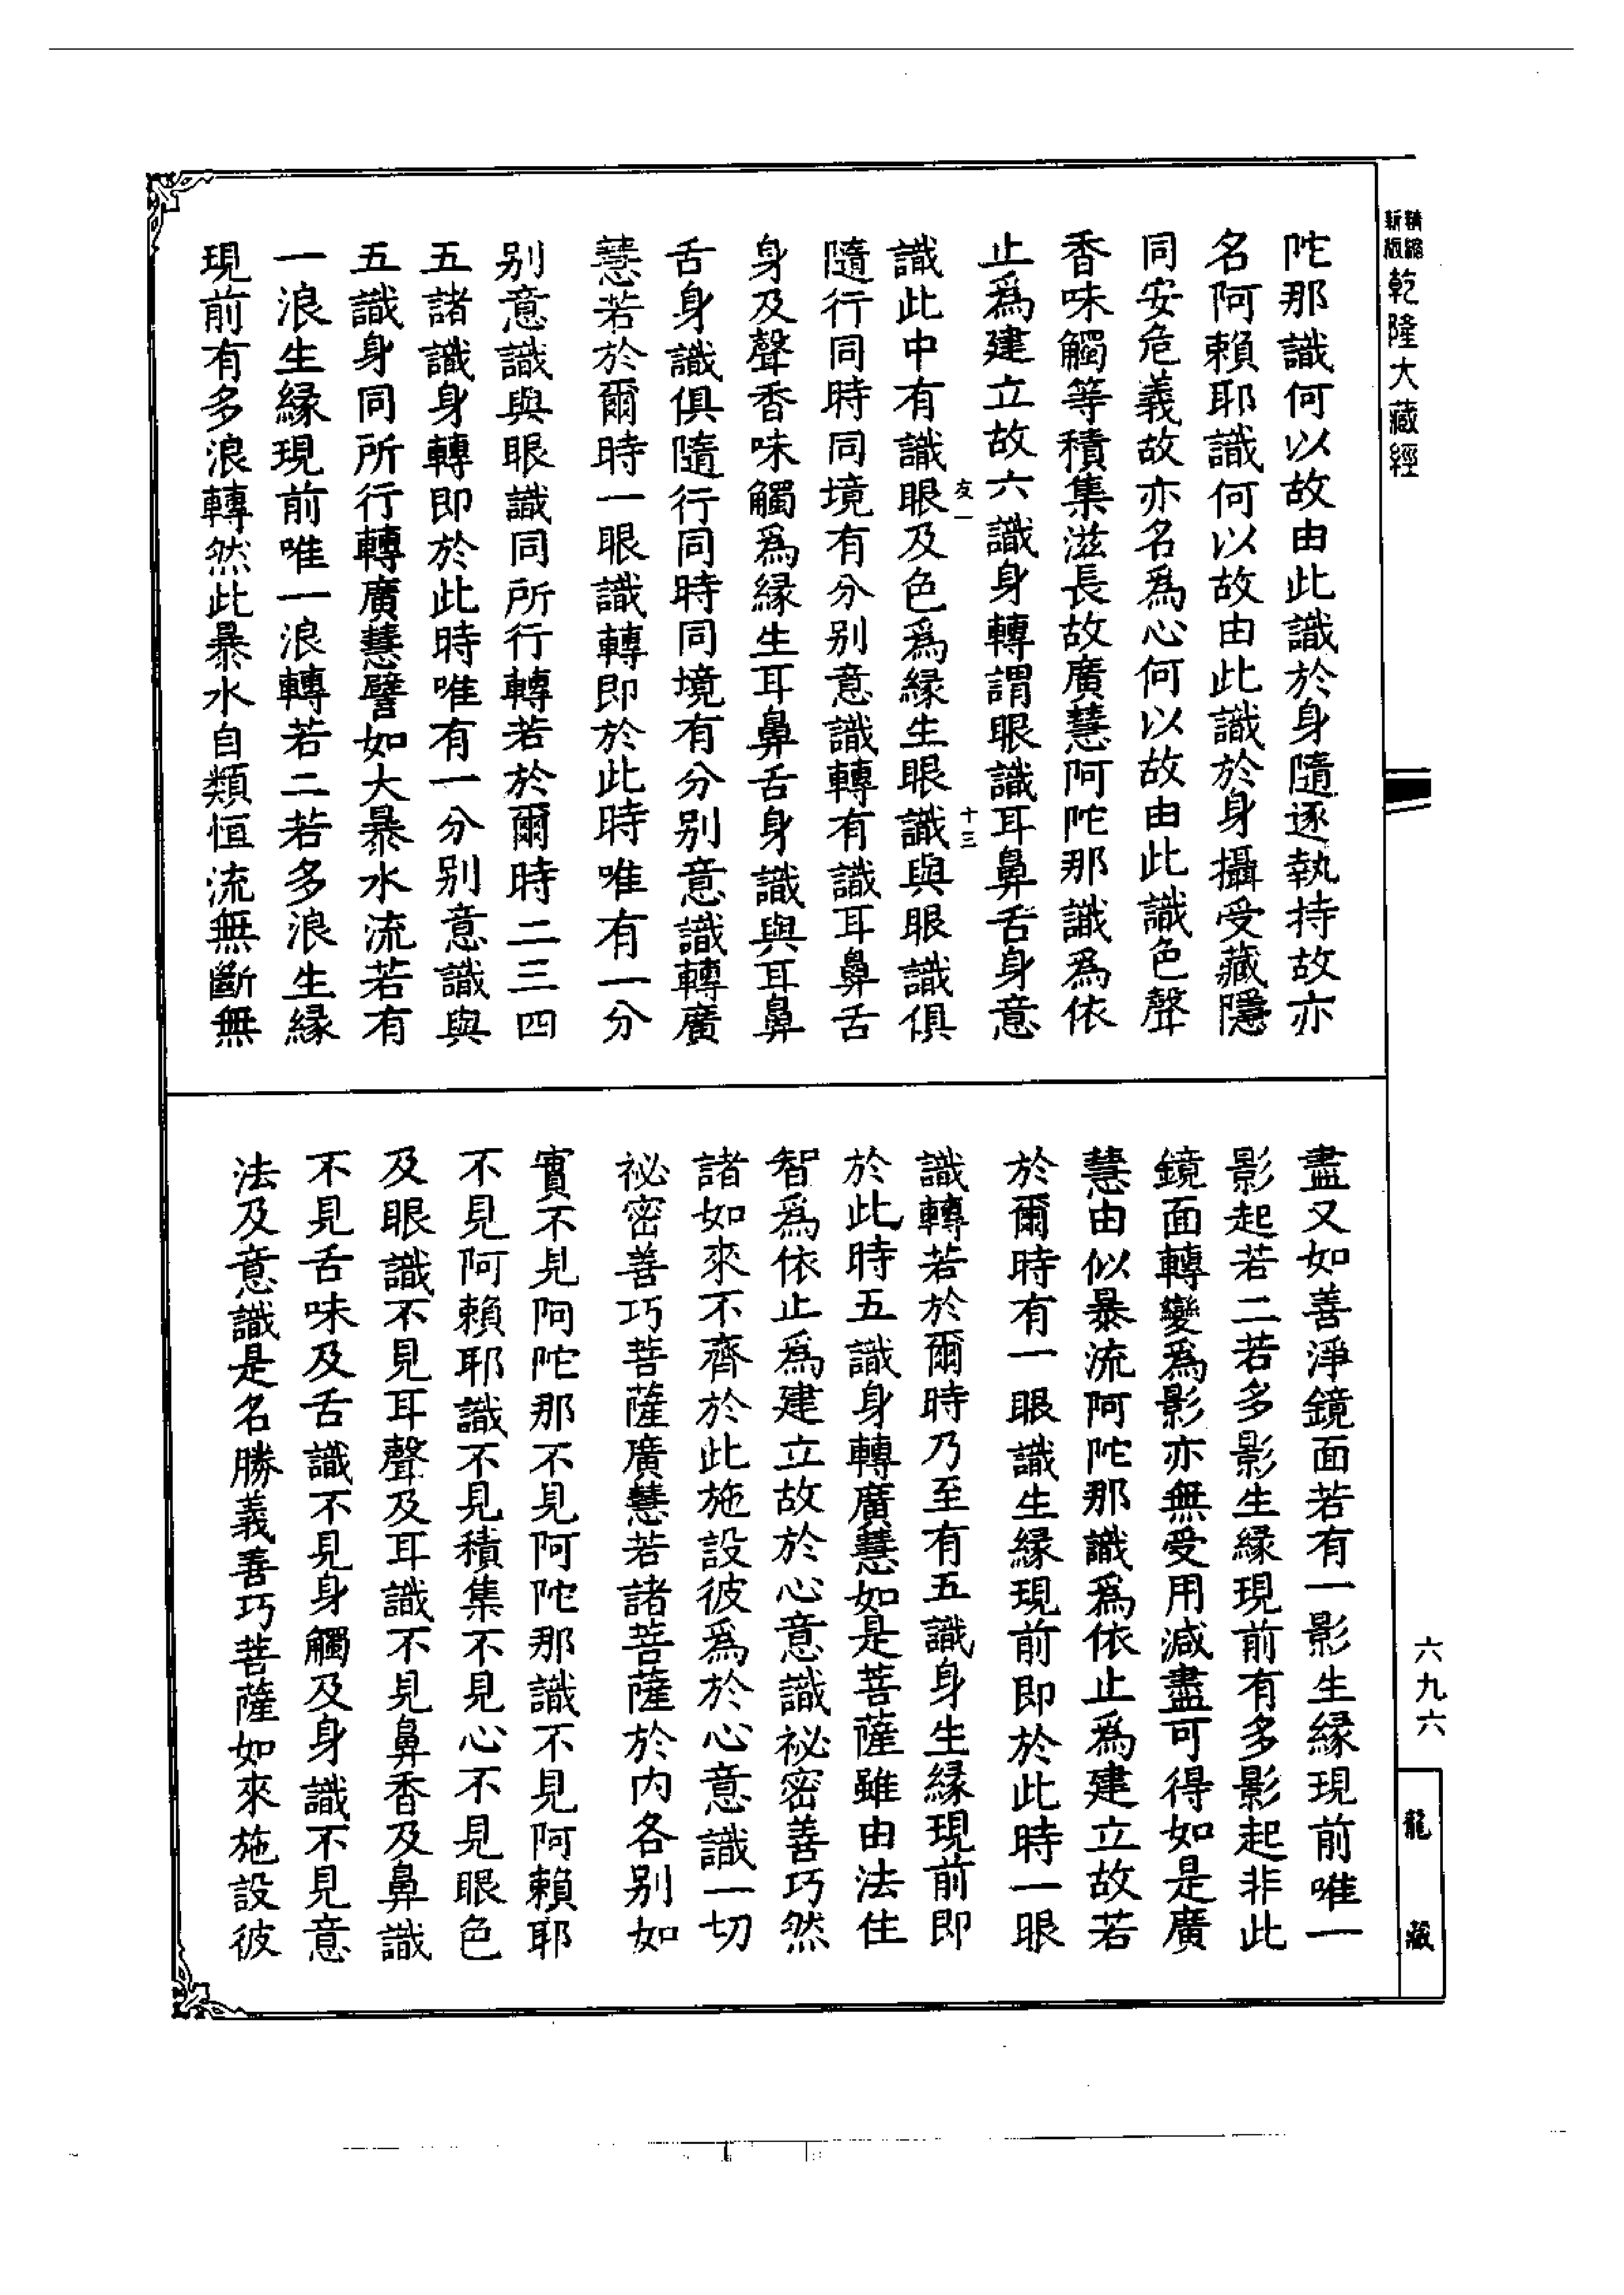 精縮
新版
乾隆大藏經
陀那識何以故由此識於身隨逐執持故亦
名阿賴耶識何以故由此識於身攝受藏隱
同安危義故亦名爲心何以故由此識色聲
香味觸等積集滋長故廣慧阿陀那識爲依
止爲建立故六識身轉謂眼識耳鼻舌身意
友一
十三
識此中有識眼及色爲緣生眼識與眼識俱
隨行同時同境有分别意識轉有識耳鼻舌
身及聲香味觸爲緣生耳鼻舌身識與耳鼻
舌身識俱隨行同時同境有分别意識轉廣
慧若於爾時一眼識轉即於此時唯有一分
别意識與眼識同所行轉若於爾時二三四
五諸識身轉即於此時唯有一分别意識與
五識身同所行轉廣慧譬如大暴水流若有
一浪生緣現前唯一浪轉若二若多浪生緣
現前有多浪轉然此暴水自類恒流無斷無
盡又如善淨鏡面若有一影生緣現前唯一
影起若二若多影生緣現前有多影起非此
鏡面轉變爲影亦無受用減盡可得如是廣
慧由似暴流阿陀那識爲依止爲建立故若
於爾時有一眼識生緣現前即於此時一眼
識轉若於爾時乃至有五識身生緣現前即
於此時五識身轉廣慧如是菩薩雖由法住
智爲依止爲建立故於心意識祕密善巧然
諸如來不齊於此施設彼爲於心意識一切
祕密善巧菩薩廣慧若諸菩薩於内各别如
實不見阿陀那不見阿陀那識不見阿賴耶
不見阿賴耶識不見積集不見心不見眼色
及眼識不見耳聲及耳識不見鼻香及鼻識
不見舌味及舌識不見身觸及身識不見意
法及意識是名勝義善巧菩薩如來施設彼
六九六
龍藏